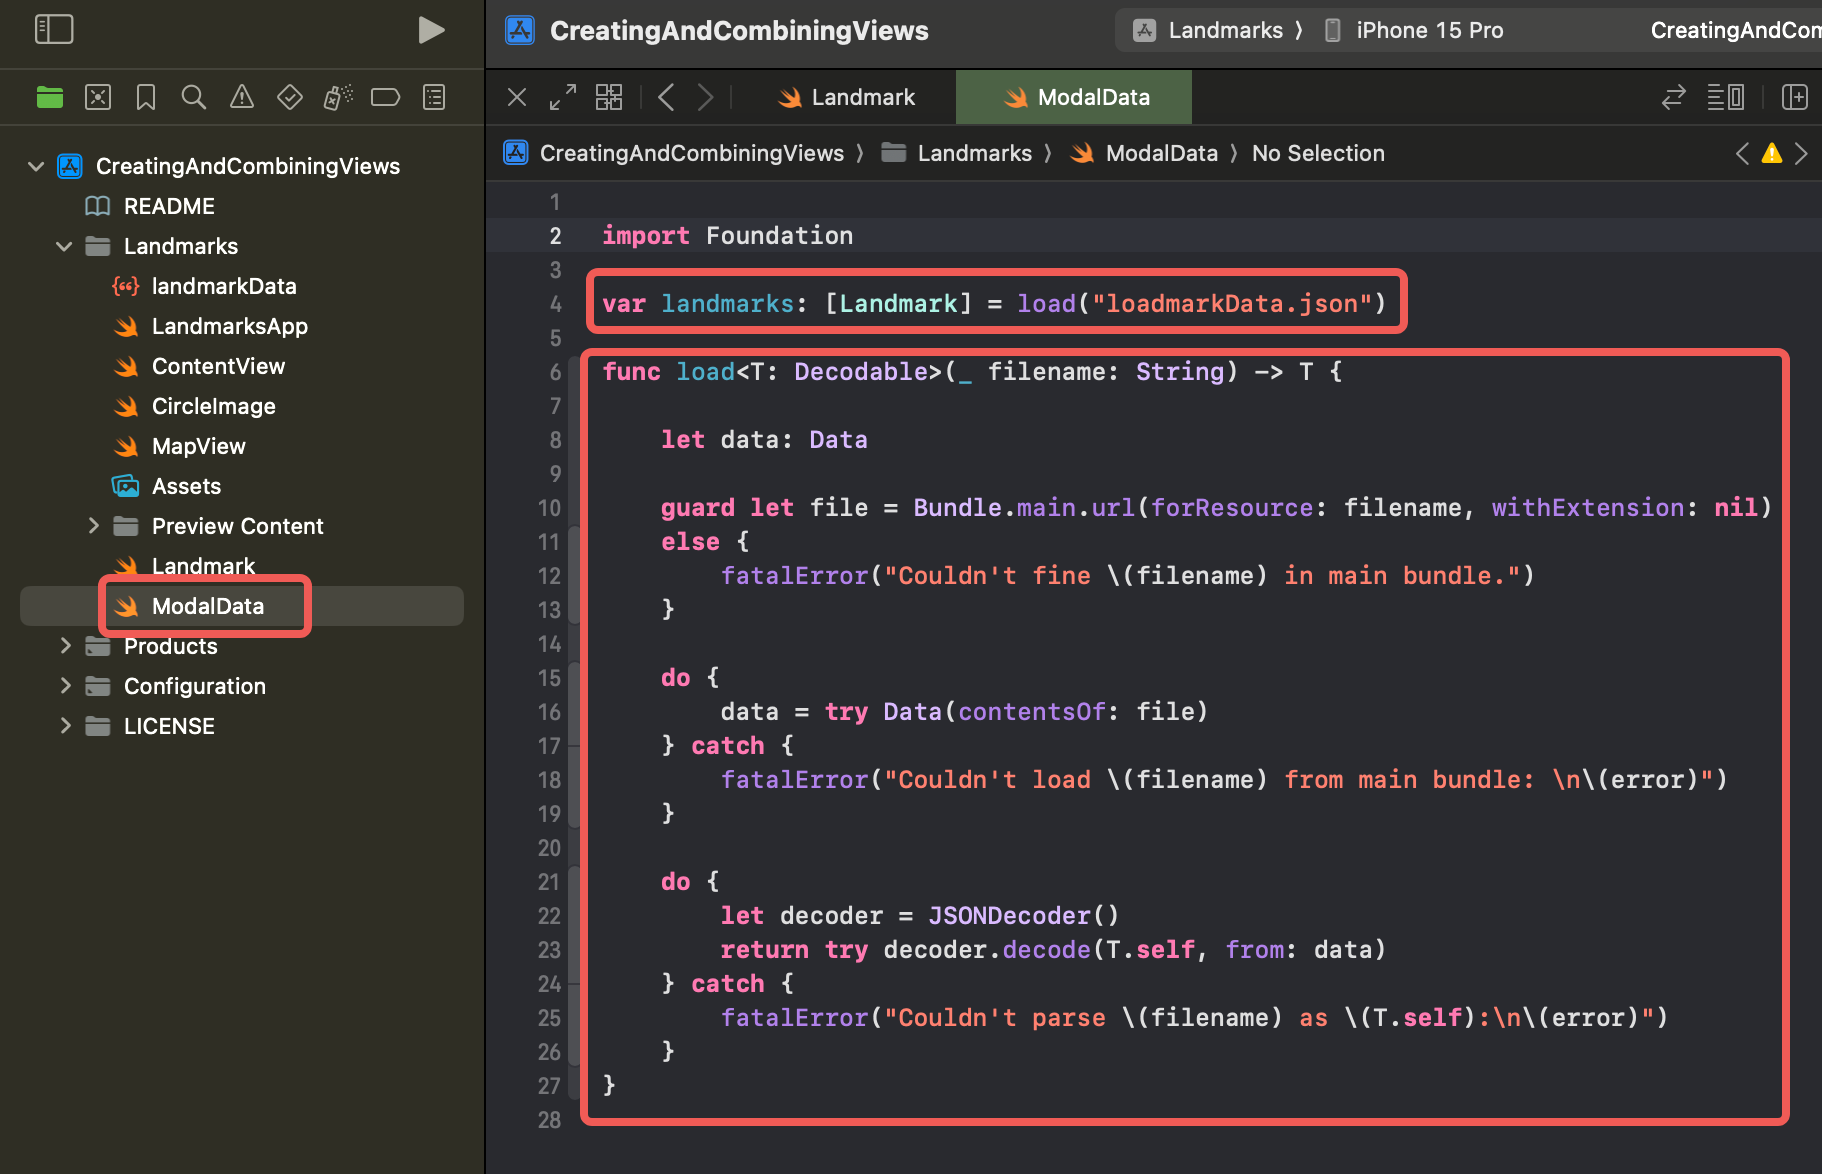 CreatingAndCombiningViews
Landmarks 〉 iPhone 15 Pro
CreatingAndCom
Landmark
ModalData
CreatingAndCombiningViews 〉 Landmarks 〉 ModalData 〉 No Selection
CreatingAndCombiningViews
README
Landmarks
landmarkData
LandmarksApp
ContentView
CircleImage
MapView
Assets
Preview Content
Landmark
ModalData
Products
Configuration
LICENSE
1
2 import Foundation
3
4 var landmarks: [Landmark] = load("loadmarkData.json")
5
6 func load<T: Decodable>(_ filename: String) -> T {
7
8 let data: Data
9
10 guard let file = Bundle.main.url(forResource: filename, withExtension: nil)
11 else {
12 fatalError("Couldn't fine \(filename) in main bundle.")
13 }
14
15 do {
16 data = try Data(contentsOf: file)
17 } catch {
18 fatalError("Couldn't load \(filename) from main bundle: \n\(error)")
19 }
20
21 do {
22 let decoder = JSONDecoder()
23 return try decoder.decode(T.self, from: data)
24 } catch {
25 fatalError("Couldn't parse \(filename) as \(T.self):\n\(error)")
26 }
27 }
28